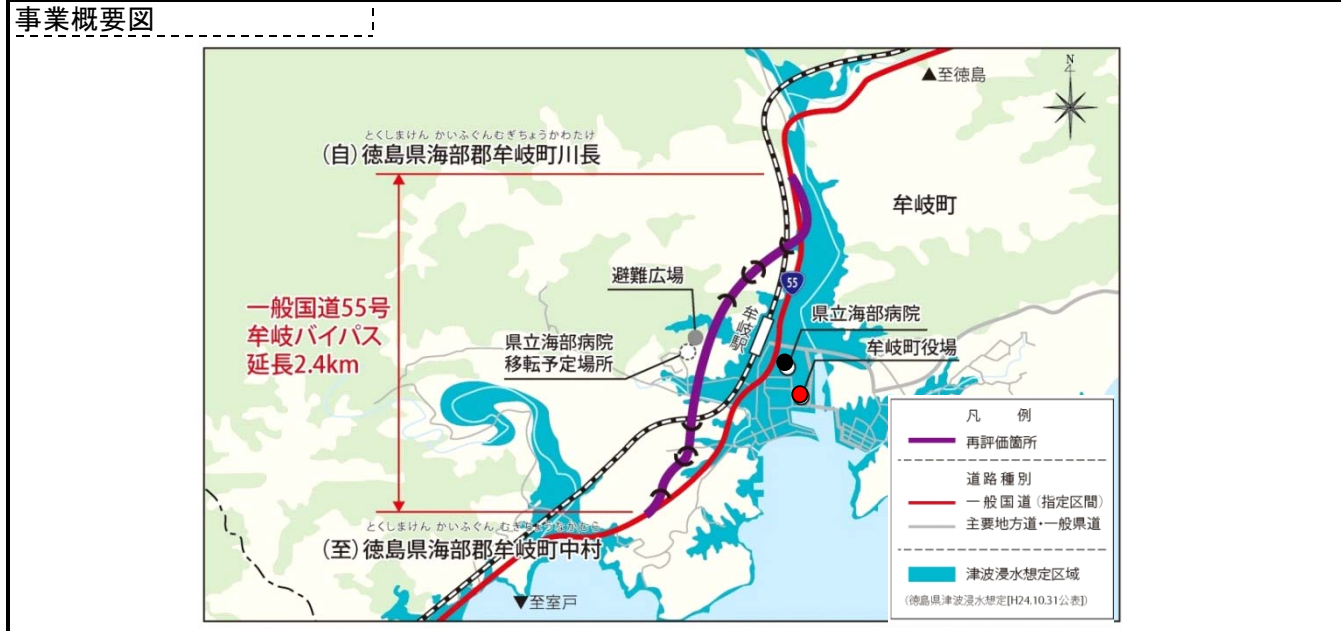 事業概要図
N
▲至徳島
とくしまけん かいふぐんむぎちょうかわたけ
(自)徳島県海部郡牟岐町川長
牟岐町
避難広場
55
一般国道55号
牟岐バイパス
延長2.4km
牟岐駅
県立海部病院
県立海部病院
移転予定場所
牟岐町役場
とくしまけん かいふぐん むぎちょうなかむら
(至)徳島県海部郡牟岐町中村
▼至室戸
凡 例
再評価箇所
道路種別
一般国道(指定区間)
主要地方道・一般県道
津波浸水想定区域
(徳島県津波浸水想定[H24.10.31公表])